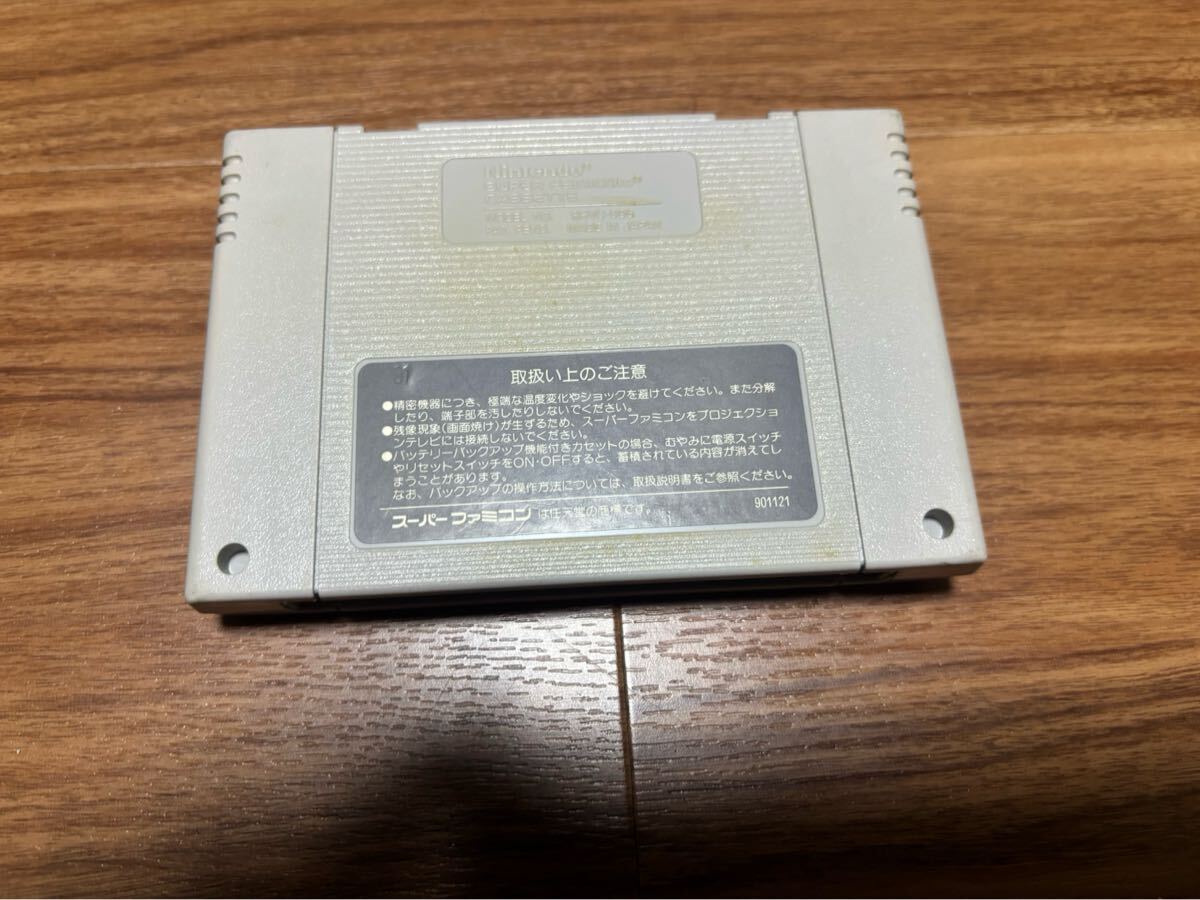 Nintendo
SUPER FAMICOM
CASSETTE
MADE IN JAPAN
取扱い上のご注意
●精密機器につき、極端な温度変化やショックを避けてください。また分解
したり、端子部を汚したりしないでください。
●残像現象(画面焼け)が生ずるため、スーパーファミコンをプロジェクショ
ンテレビには接続しないでください。
●バッテリーバックアップ機能付きカセットの場合、むやみに電源スイッチ
やリセットスイッチをON・OFFすると、蓄積されている内容が消えてし
まうことがあります。
なお、バックアップの操作方法については、取扱説明書をご参照ください。
スーパーファミコンは任天堂の商標です。 901121